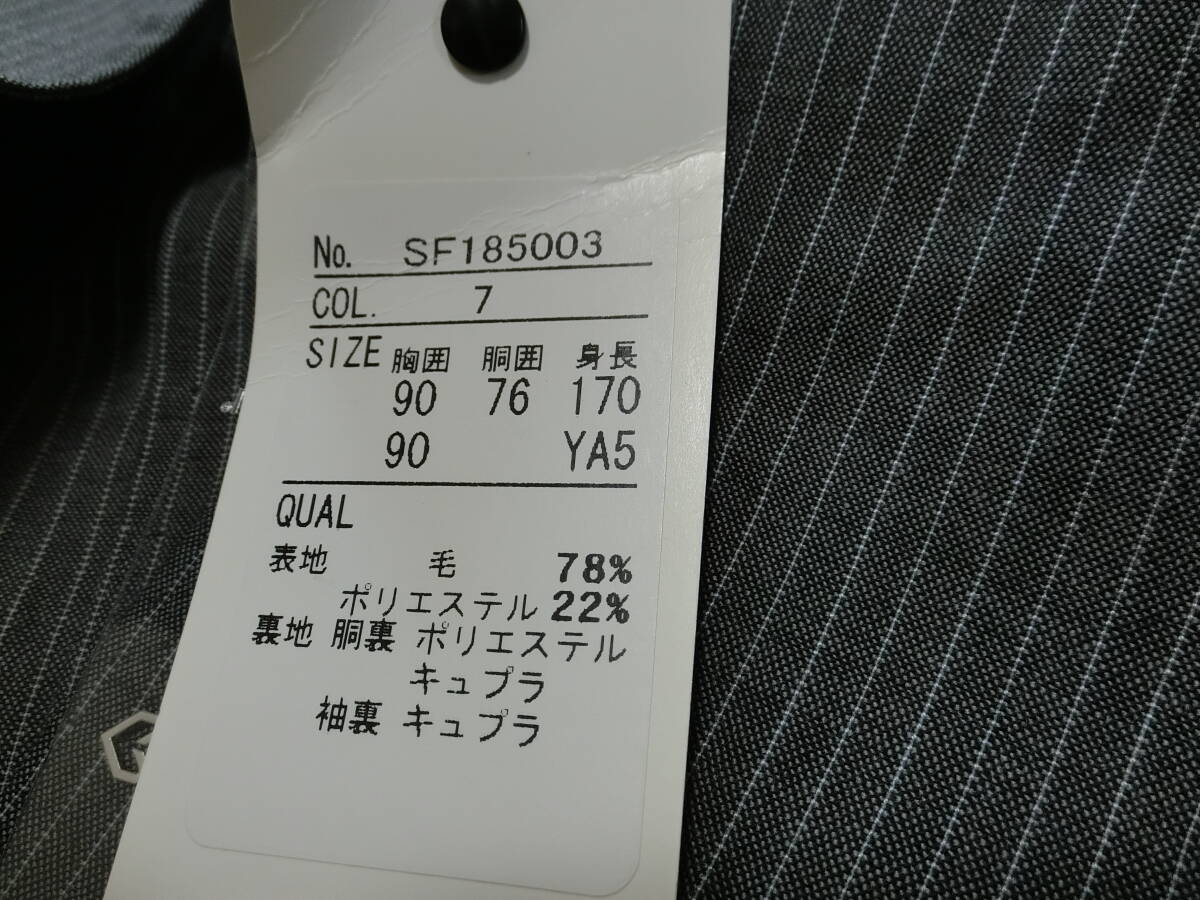 No. SF185003
COL. 7
SIZE 胸囲 胴囲 身長
90 76 170
90 YA5
QUAL
表地 毛 78%
ポリエステル 22%
裏地 胴裏 ポリエステル
キュプラ
袖裏 キュプラ